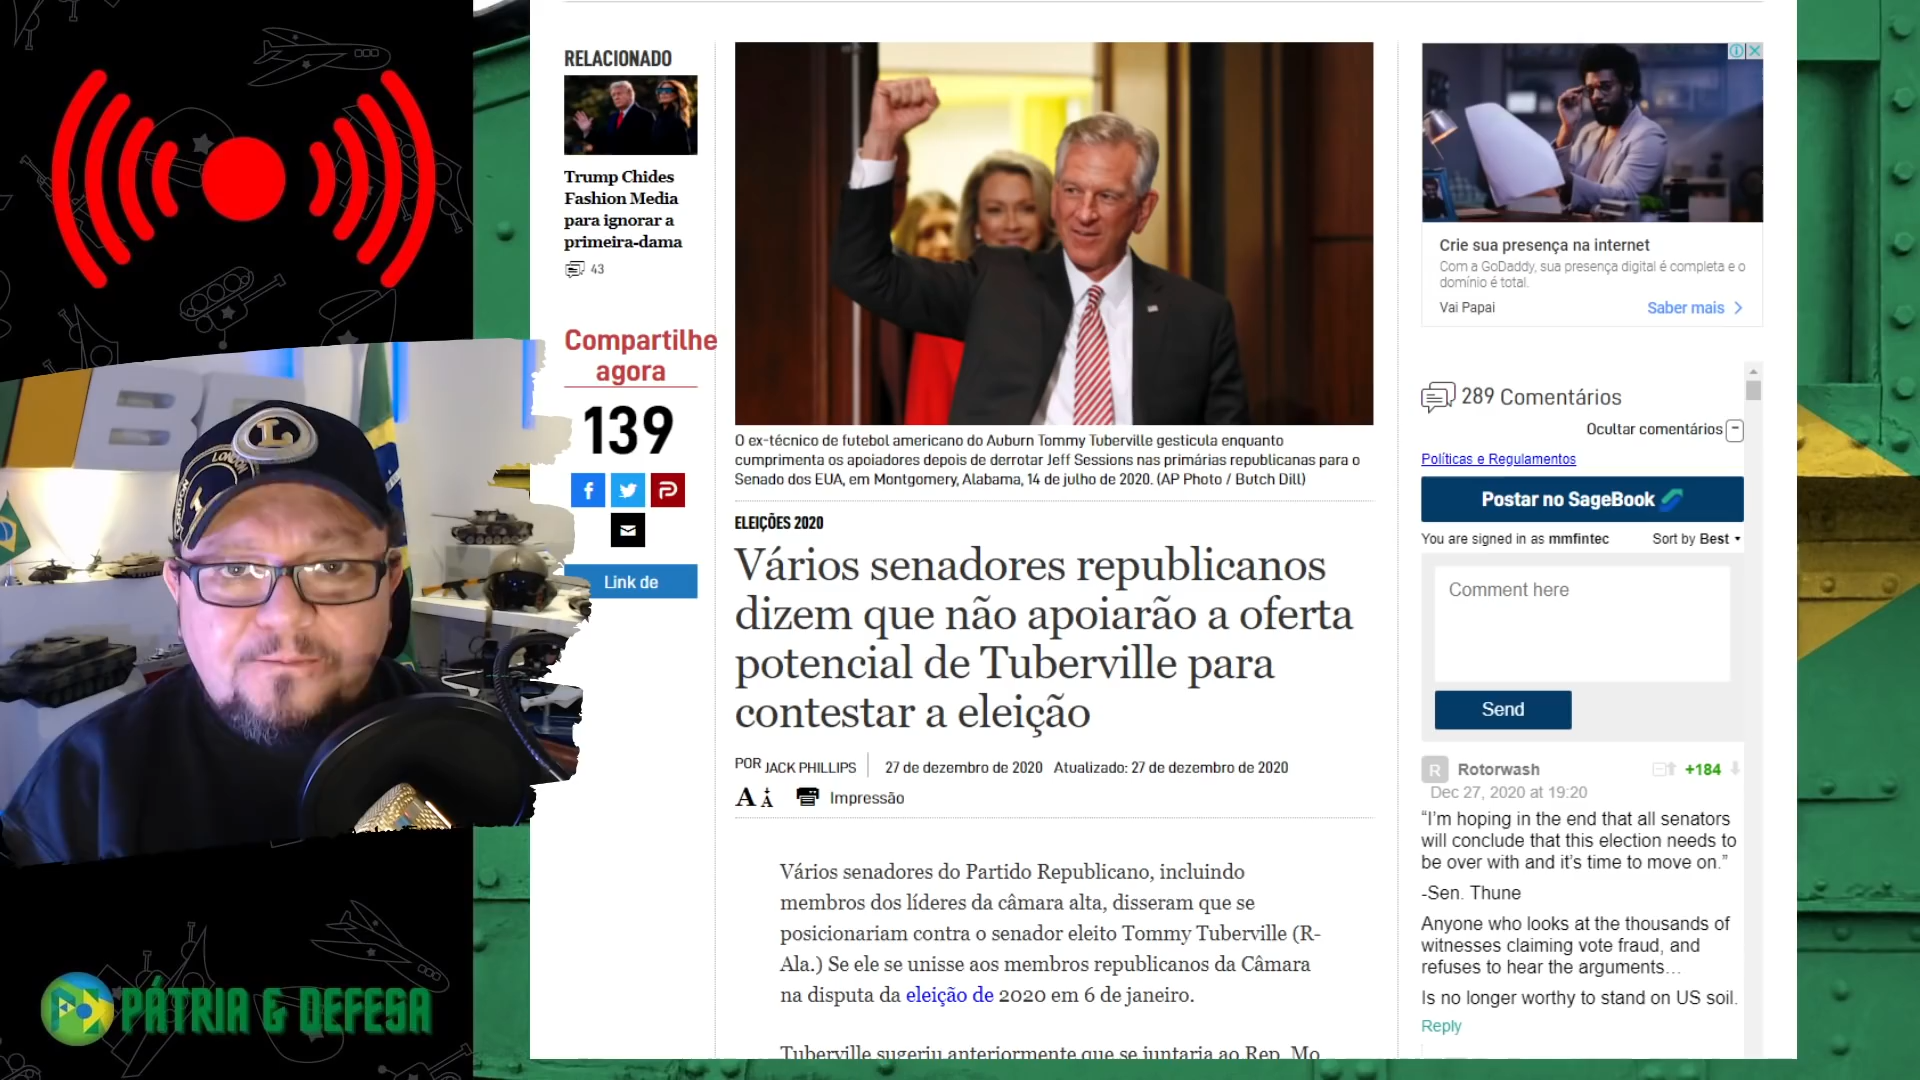 RELACIONADO
Trump Chides
Fashion Media
para ignorar a
primeira-dama
43
Compartilhe
agora
139
Link de
O ex-técnico de futebol americano do Auburn Tommy Tuberville gesticula enquanto
cumprimenta os apoiadores depois de derrotar Jeff Sessions nas primárias republicanas para o
Senado dos EUA, em Montgomery, Alabama, 14 de julho de 2020. (AP Photo / Butch Dill)
ELEIÇÕES 2020
Vários senadores republicanos
dizem que não apoiarão a oferta
potencial de Tuberville para
contestar a eleição
POR JACK PHILLIPS 27 de dezembro de 2020 Atualizado: 27 de dezembro de 2020
Impressão
Vários senadores do Partido Republicano, incluindo
membros dos líderes da câmara alta, disseram que se
posicionariam contra o senador eleito Tommy Tuberville (R-
Ala.) Se ele se unisse aos membros republicanos da Câmara
na disputa da eleição de 2020 em 6 de janeiro.
Tuberville sugeriu anteriormente que se juntaria ao Rep. Mo
Crie sua presença na internet
Com a GoDaddy, sua presença digital é completa e o
domínio é total.
Vai Papai Saber mais
289 Comentários
Ocultar comentários
Políticas e Regulamentos
Postar no SageBook
You are signed in as mmfintec Sort by Best
Comment here
Send
R Rotorwash +184
Dec 27, 2020 at 19:20
“I’m hoping in the end that all senators
will conclude that this election needs to
be over with and it’s time to move on.”
-Sen. Thune
Anyone who looks at the thousands of
witnesses claiming vote fraud, and
refuses to hear the arguments…
Is no longer worthy to stand on US soil.
Reply
L
LONDON
PÁTRIA & DEFESA